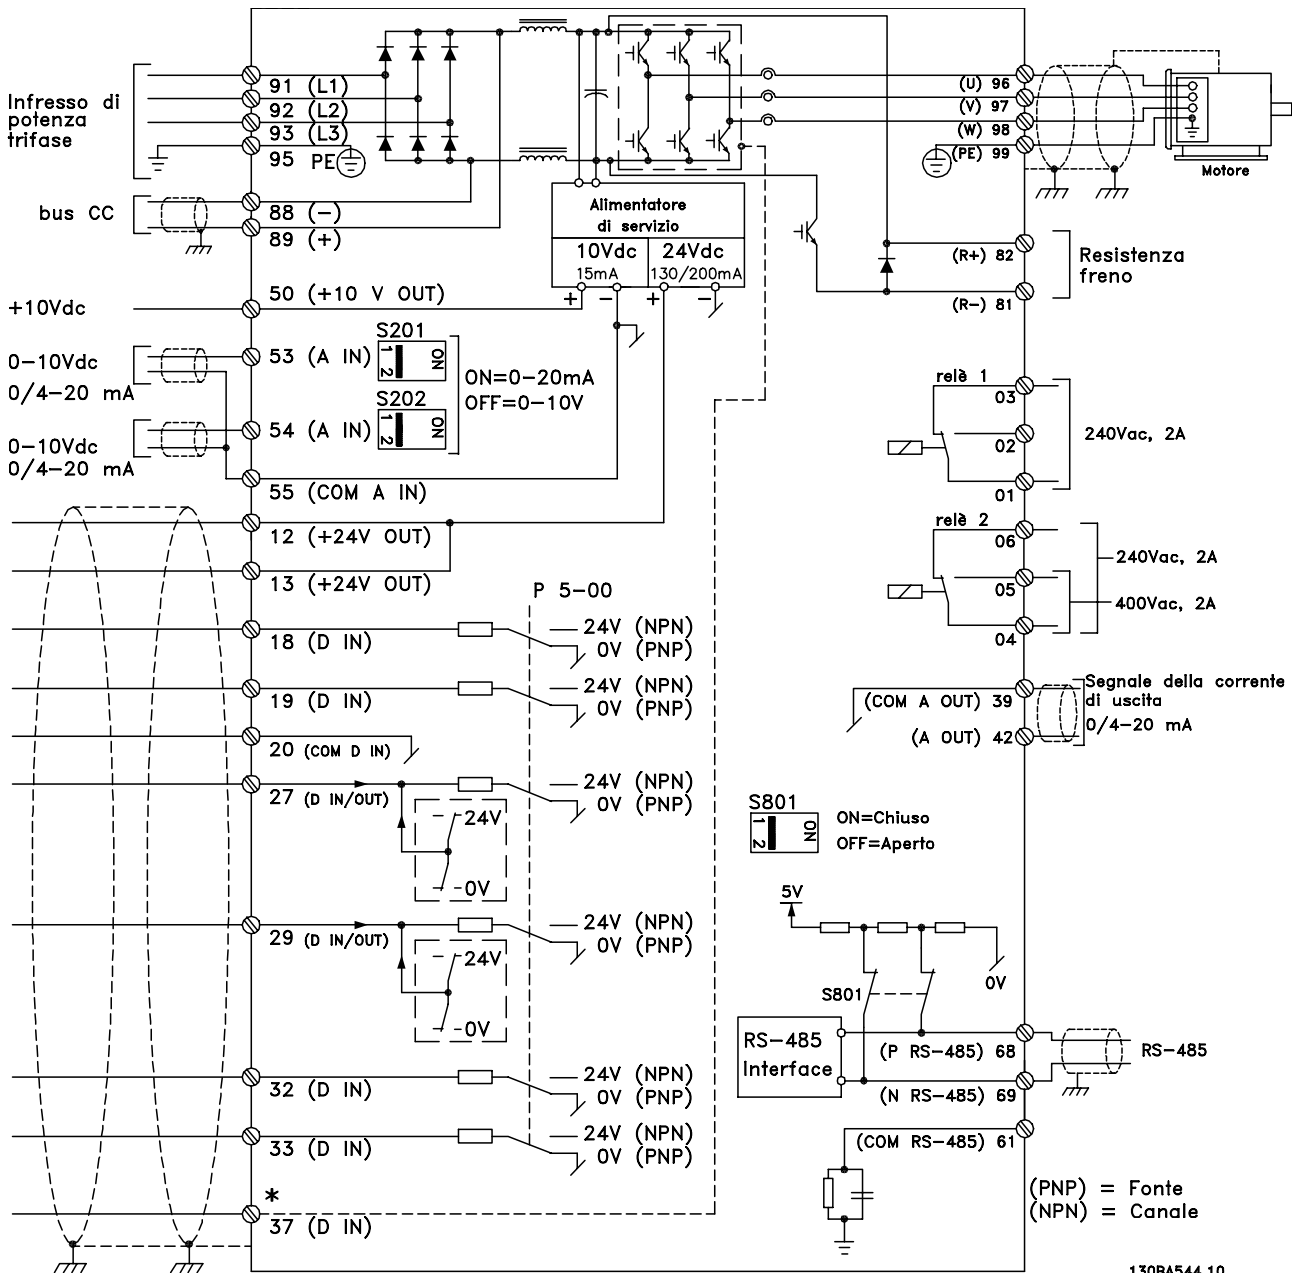 Infresso di
potenza
trifase
91 (L1)
92 (L2)
93 (L3)
95 PE
bus CC
88 (−)
89 (+)
+10Vdc
50 (+10 V OUT)
0−10Vdc
0/4−20 mA
53 (A IN)
S201
1 2
ON
S202
1 2
ON
ON=0−20mA
OFF=0−10V
0−10Vdc
0/4−20 mA
54 (A IN)
55 (COM A IN)
12 (+24V OUT)
13 (+24V OUT)
P 5-00
18 (D IN)
24V (NPN)
0V (PNP)
19 (D IN)
24V (NPN)
0V (PNP)
20 (COM D IN)
27 (D IN/OUT)
24V (NPN)
0V (PNP)
24V
0V
29 (D IN/OUT)
24V (NPN)
0V (PNP)
24V
0V
32 (D IN)
24V (NPN)
0V (PNP)
33 (D IN)
24V (NPN)
0V (PNP)
*
37 (D IN)
Alimentatore
di servizio
10Vdc
15mA
24Vdc
130/200mA
+ − + −
(U) 96
(V) 97
(W) 98
(PE) 99
Motore
(R+) 82
(R−) 81
Resistenza
freno
relè 1
03
02
01
240Vac, 2A
relè 2
06
05
04
240Vac, 2A
400Vac, 2A
(COM A OUT) 39
(A OUT) 42
Segnale della corrente
di uscita
0/4−20 mA
S801
1 2
ON
ON=Chiuso
OFF=Aperto
5V
S801
0V
RS−485
Interface
(P RS−485) 68
(N RS−485) 69
(COM RS−485) 61
RS−485
(PNP) = Fonte
(NPN) = Canale
130BA544.10